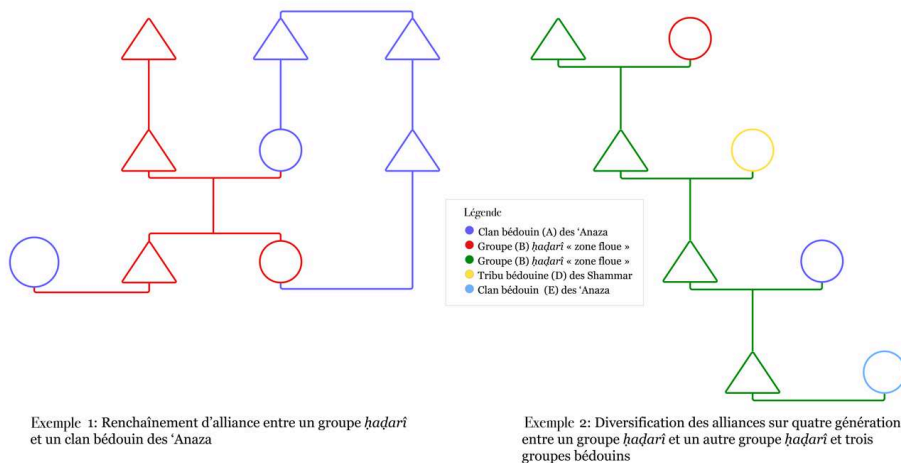 Légende
Clan bédouin (A) des ‘Anaza
Groupe (B) ḥaḍarî « zone floue »
Groupe (B) ḥaḍarî « zone floue »
Tribu bédouine (D) des Shammar
Clan bédouin (E) des ‘Anaza
Exemple 1: Renchaînement d’alliance entre un groupe ḥaḍarî
et un clan bédouin des ‘Anaza
Exemple 2: Diversification des alliances sur quatre génération
entre un groupe ḥaḍarî et un autre groupe ḥaḍarî et trois
groupes bédouins